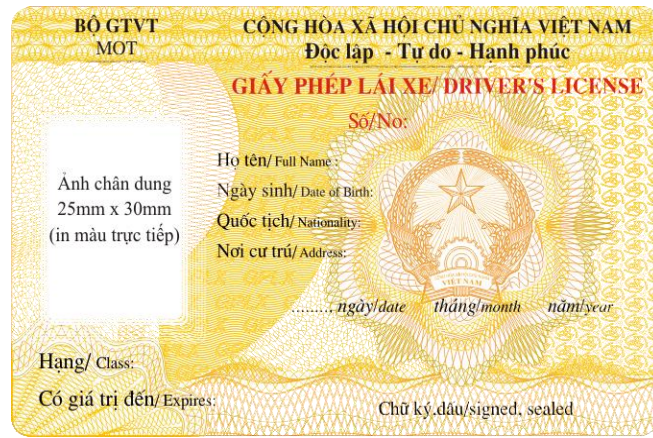 BỘ GTVT
MOT
CỘNG HÒA XÃ HỘI CHỦ NGHĨA VIỆT NAM
Độc lập - Tự do - Hạnh phúc
GIẤY PHÉP LÁI XE/ DRIVER'S LICENSE
Số/No:
Ảnh chân dung
25mm x 30mm
(in màu trực tiếp)
Họ tên/ Full Name :
Ngày sinh/ Date of Birth:
Quốc tịch/ Nationality:
Nơi cư trú/ Address:
VIỆT NAM
........., ngày/date tháng/month năm/year
Hạng/ Class:
Có giá trị đến/ Expires:
Chữ ký.dâu/signed, sealed